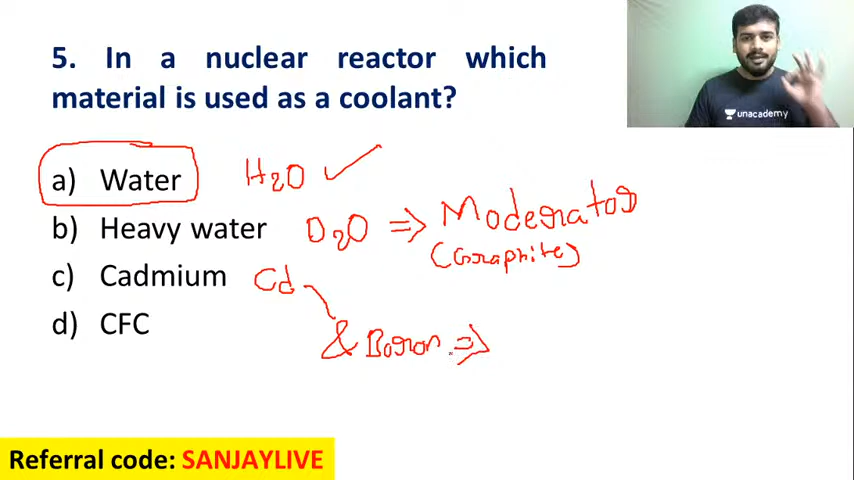 5. In a nuclear reactor which
material is used as a coolant?
unacademy
a) Water H2O ✓
b) Heavy water D2O ⇒ Moderator
(Graphite)
c) Cadmium Cd
d) CFC
& Boron ⇒
Referral code: SANJAYLIVE